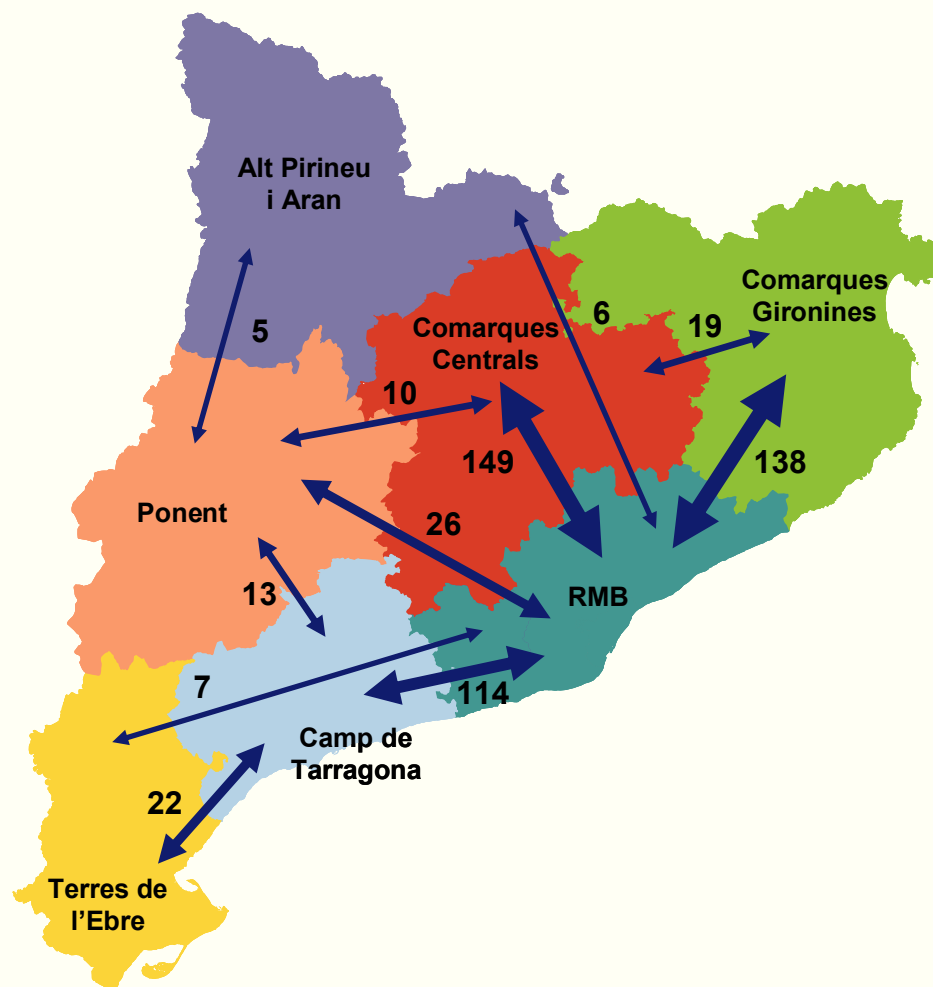 Alt Pirineu
i Aran
5
6
19
Comarques
Gironines
Comarques
Centrals
10
149
138
26
Ponent
13
RMB
7
114
Camp de
Tarragona
22
Terres de
l’Ebre